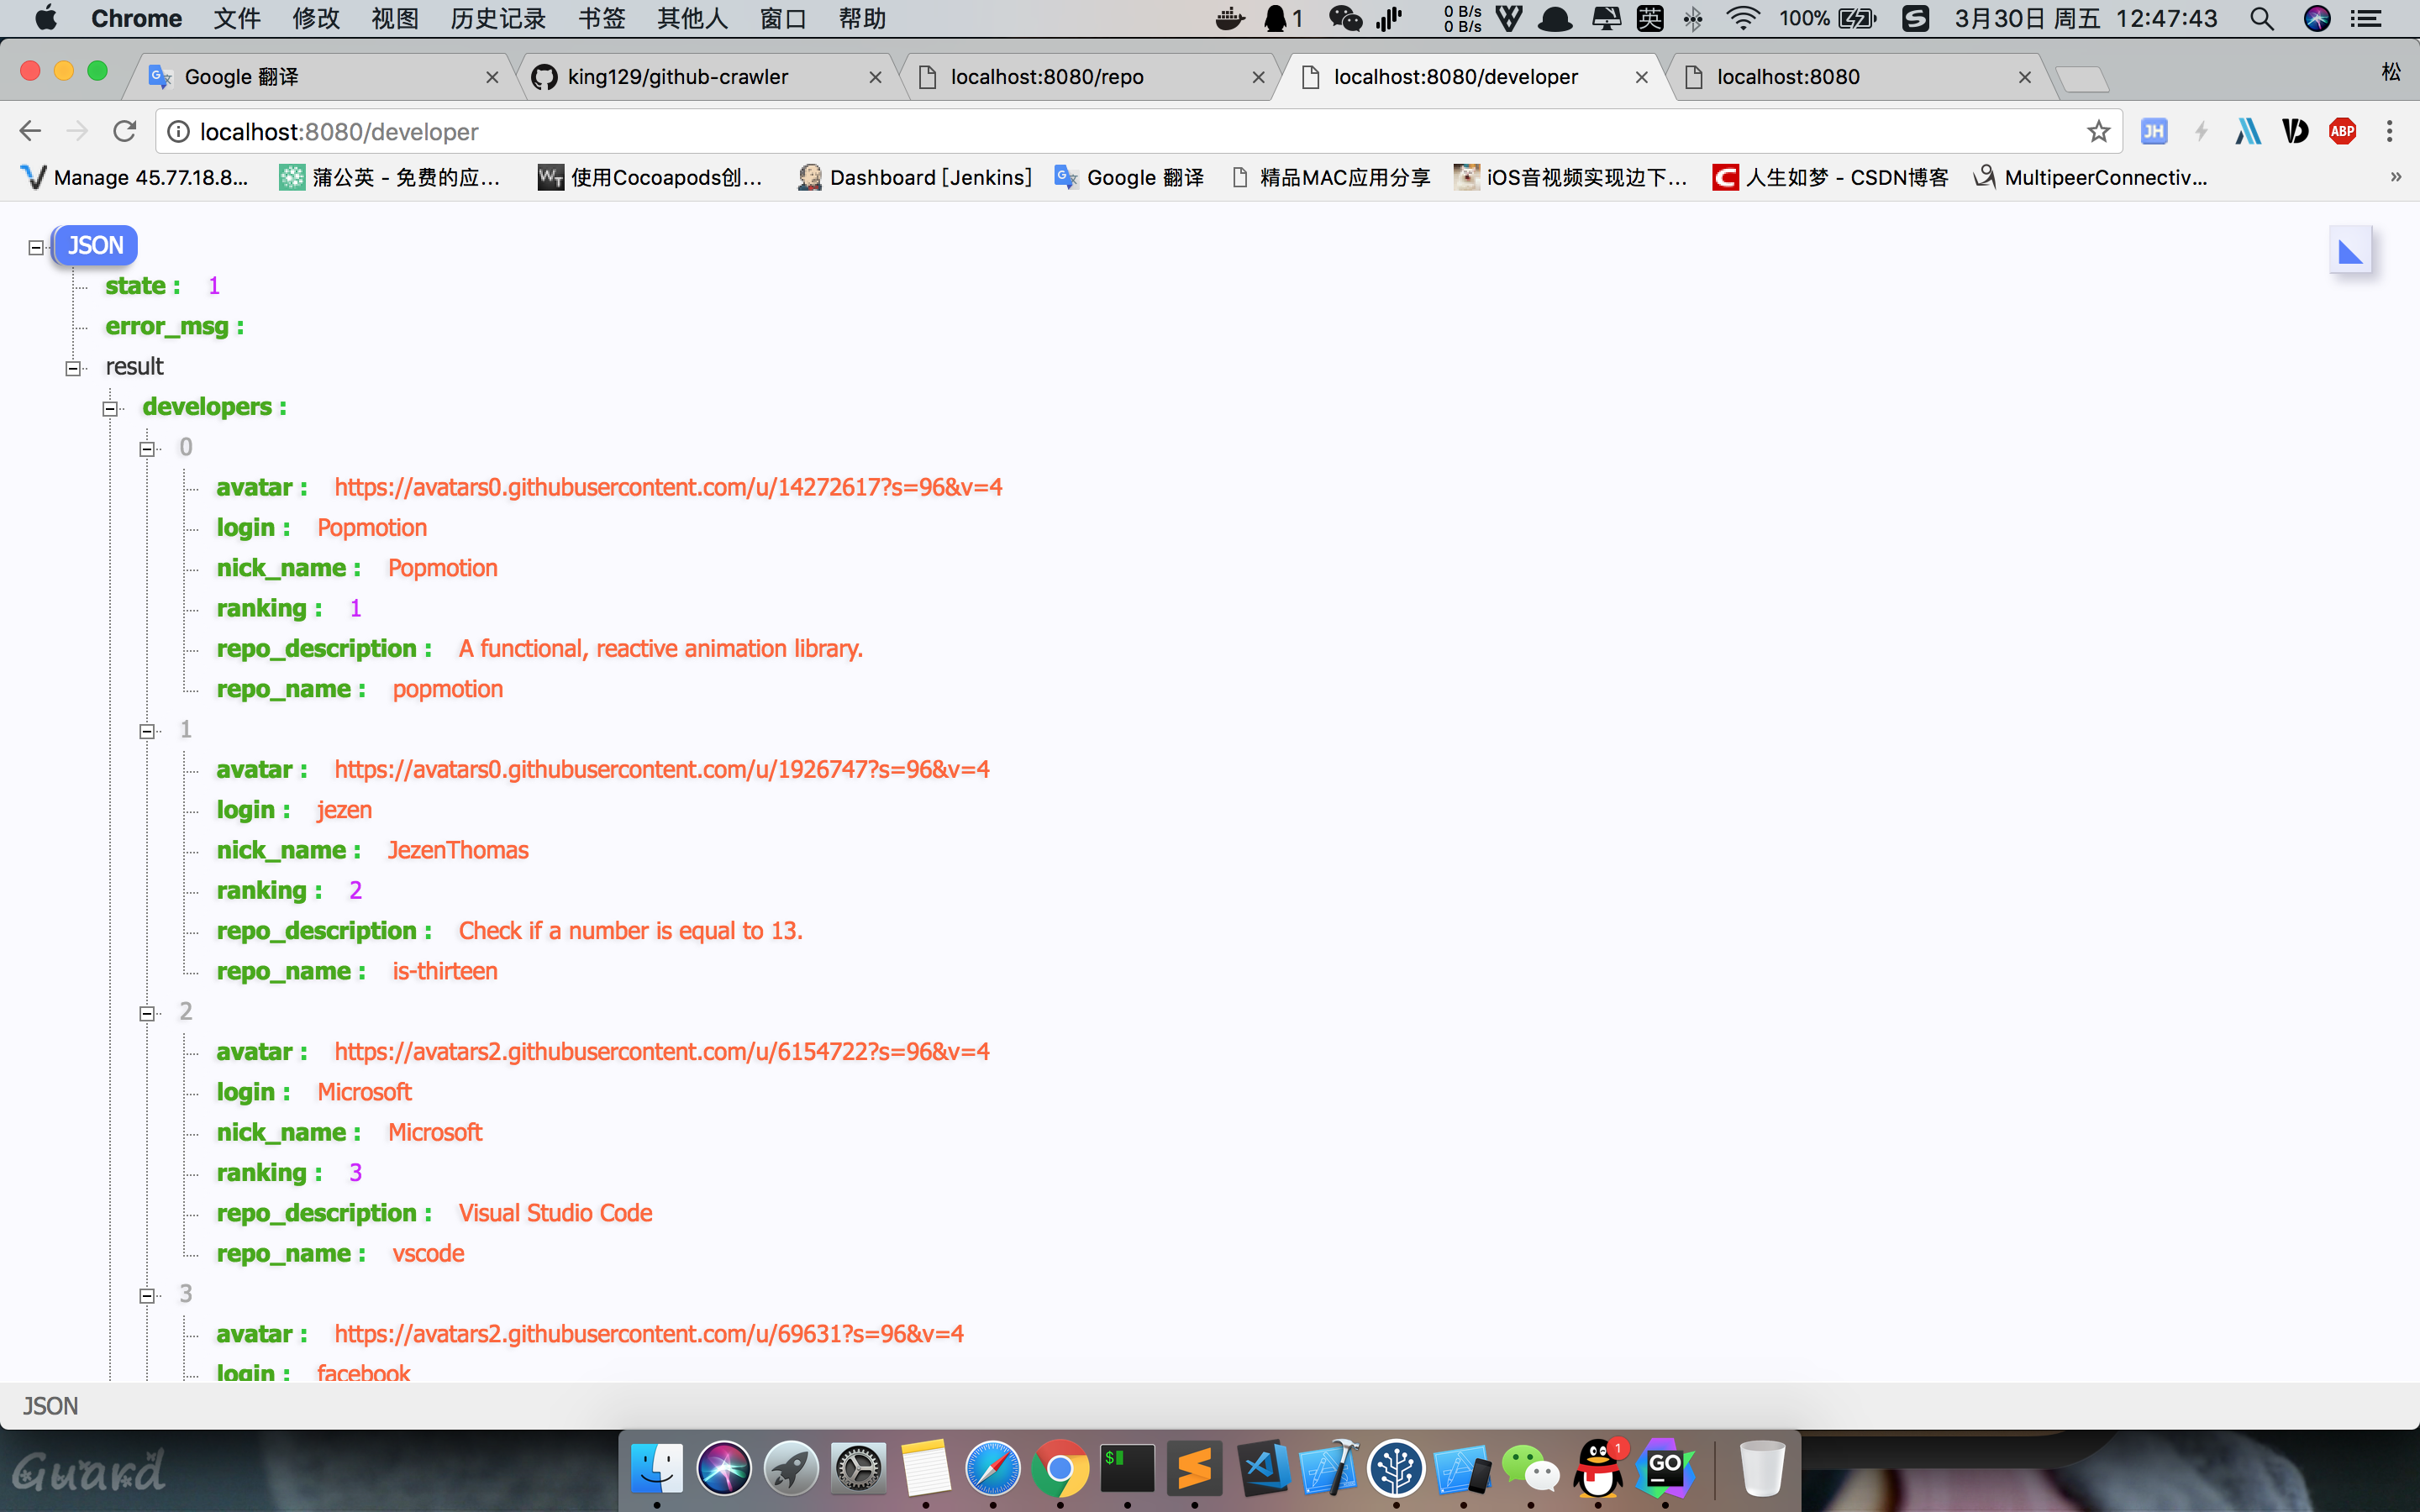 Chrome 文件 修改 视图 历史记录 书签 其他人 窗口 帮助 1 0 B/s 0 B/s 英 100% 3月30日 周五 12:47:43
Google 翻译 king129/github-crawler localhost:8080/repo localhost:8080/developer localhost:8080 松
localhost:8080/developer JH ABP
Manage 45.77.18.8... 蒲公英 - 免费的应... WT 使用Cocoapods创... Dashboard [Jenkins] Google 翻译 精品MAC应用分享 iOS音视频实现边下... C 人生如梦 - CSDN博客 MultipeerConnectiv... »
JSON
state : 1
error_msg :
result
developers :
0
avatar : https://avatars0.githubusercontent.com/u/14272617?s=96&v=4
login : Popmotion
nick_name : Popmotion
ranking : 1
repo_description : A functional, reactive animation library.
repo_name : popmotion
1
avatar : https://avatars0.githubusercontent.com/u/1926747?s=96&v=4
login : jezen
nick_name : JezenThomas
ranking : 2
repo_description : Check if a number is equal to 13.
repo_name : is-thirteen
2
avatar : https://avatars2.githubusercontent.com/u/6154722?s=96&v=4
login : Microsoft
nick_name : Microsoft
ranking : 3
repo_description : Visual Studio Code
repo_name : vscode
3
avatar : https://avatars2.githubusercontent.com/u/69631?s=96&v=4
login : facebook
JSON
Guard $ 1 GO